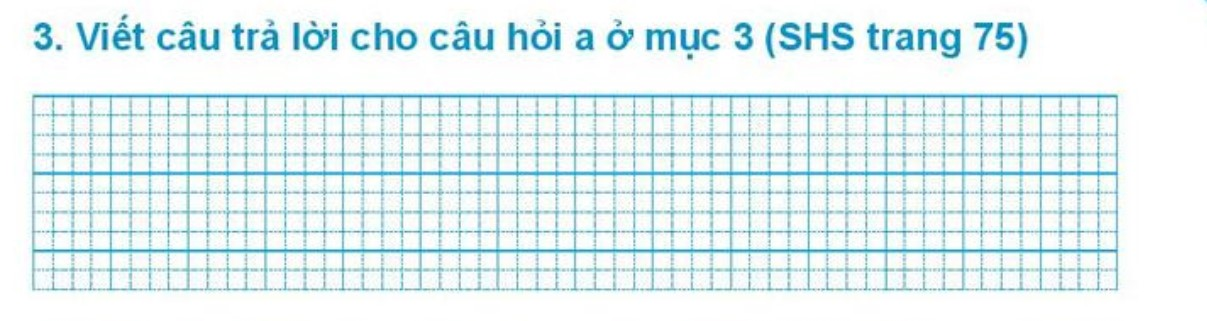 3. Viết câu trả lời cho câu hỏi a ở mục 3 (SHS trang 75)